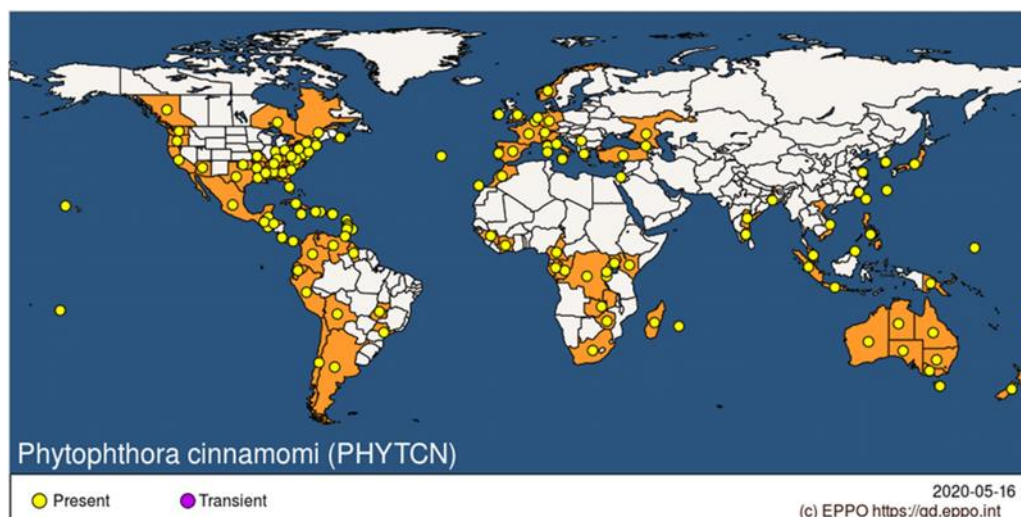 Phytophthora cinnamomi (PHYTCN)
Present
Transient
2020-05-16
(c) EPPO https://gd.eppo.int